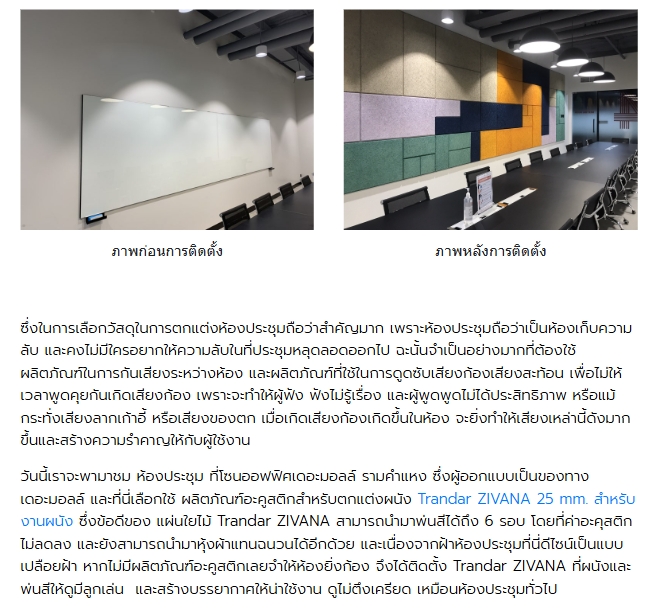 ภาพก่อนการติดตั้ง
ภาพหลังการติดตั้ง
ซึ่งในการเลือกวัสดุในการตกแต่งห้องประชุมถือว่าสำคัญมาก เพราะห้องประชุมถือว่าเป็นห้องเก็บความ
ลับ และคงไม่มีใครอยากให้ความลับในที่ประชุมหลุดลอดออกไป ฉะนั้นจำเป็นอย่างมากที่ต้องใช้
ผลิตภัณฑ์ในการกันเสียงระหว่างห้อง และผลิตภัณฑ์ที่ใช้ในการดูดซับเสียงก้องเสียงสะท้อน เพื่อไม่ให้
เวลาพูดคุยกันเกิดเสียงก้อง เพราะจะทำให้ผู้ฟัง ฟังไม่รู้เรื่อง และผู้พูดพูดไม่ได้ประสิทธิภาพ หรือแม้
กระทั่งเสียงลากเก้าอี้ หรือเสียงของตก เมื่อเกิดเสียงก้องเกิดขึ้นในห้อง จะยิ่งทำให้เสียงเหล่านี้ดังมาก
ขึ้นและสร้างความรำคาญให้กับผู้ใช้งาน
วันนี้เราจะพามาชม ห้องประชุม ที่โซนออฟฟิศเดอะมอลล์ รามคำแหง ซึ่งผู้ออกแบบเป็นของทาง
เดอะมอลล์ และที่นี่เลือกใช้ ผลิตภัณฑ์อะคูสติกสำหรับตกแต่งผนัง Trandar ZIVANA 25 mm. สำหรับ
งานผนัง ซึ่งข้อดีของ แผ่นใยไม้ Trandar ZIVANA สามารถนำมาพ่นสีได้ถึง 6 รอบ โดยที่ค่าอะคุสติก
ไม่ลดลง และยังสามารถนำมาหุ้งผ้าแทนฉนวนได้อีกด้วย และเนื่องจากฝ้าห้องประชุมที่นี่ดีไซน์เป็นแบบ
เปลือยฝ้า หากไม่มีผลิตภัณฑ์อะคูสติกเลยจำให้ห้องยิ่งก้อง จึงได้ติดตั้ง Trandar ZIVANA ที่ผนังและ
พ่นสีให้ดูมีลูกเล่น และสร้างบรรยากาศให้น่าใช้งาน ดูไม่ตึงเครียด เหมือนห้องประชุมทั่วไป